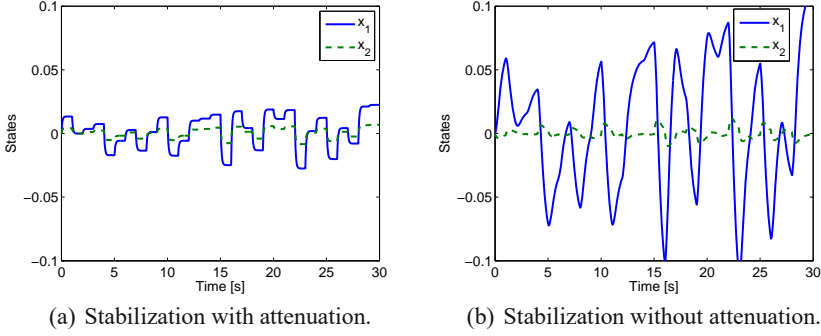 0.1
0.05
0
−0.05
−0.1
States
x1
x2
0 5 10 15 20 25 30
Time [s]
(a) Stabilization with attenuation.
0.1
0.05
0
−0.05
−0.1
States
x1
x2
0 5 10 15 20 25 30
Time [s]
(b) Stabilization without attenuation.